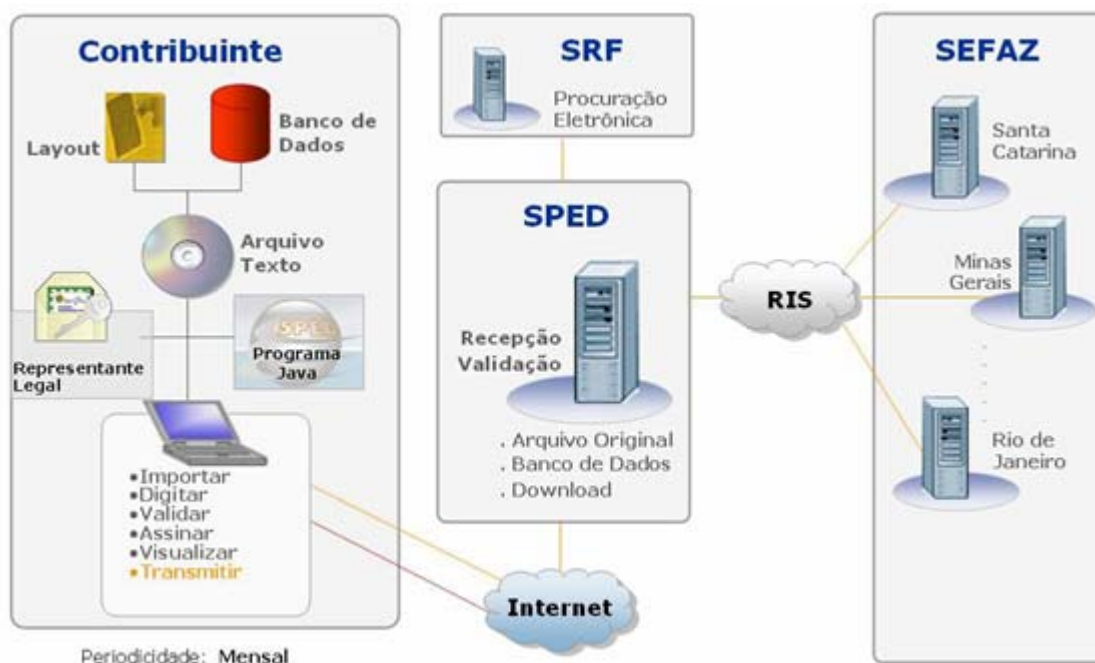 Contribuinte
Layout
Banco de
Dados
Arquivo
Texto
Representante
Legal
SPED
Programa
Java
•Importar
•Digitar
•Validar
•Assinar
•Visualizar
•Transmitir
Periodicidade: Mensal
SRF
Procuração
Eletrônica
SPED
Recepção
Validação
. Arquivo Original
. Banco de Dados
. Download
Internet
RIS
SEFAZ
Santa
Catarina
Minas
Gerais
Rio de
Janeiro